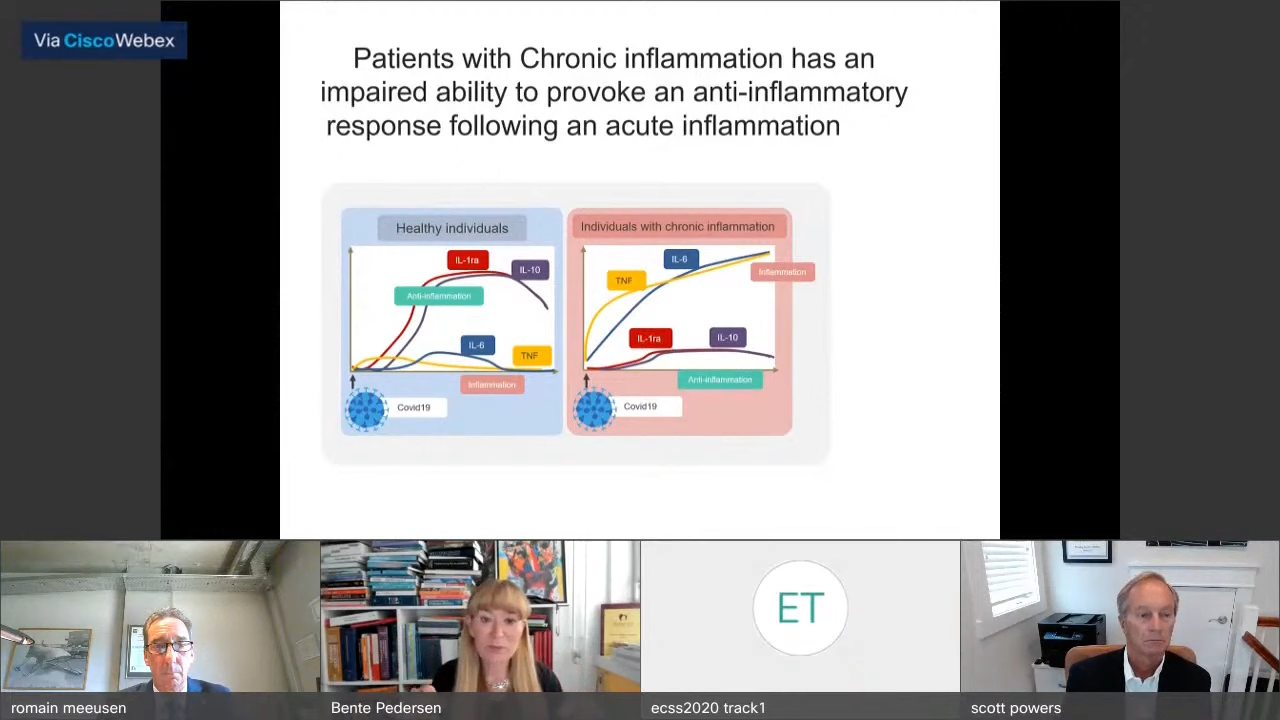 Via CiscoWebex
Patients with Chronic inflammation has an
impaired ability to provoke an anti-inflammatory
response following an acute inflammation
Healthy individuals
IL-1ra
IL-10
Anti-inflammation
IL-6
TNF
Inflammation
Covid19
Individuals with chronic inflammation
IL-6
Inflammation
TNF
IL-1ra
IL-10
Anti-inflammation
Covid19
ET
romain meeusen
Bente Pedersen
ecss2020 track1
scott powers